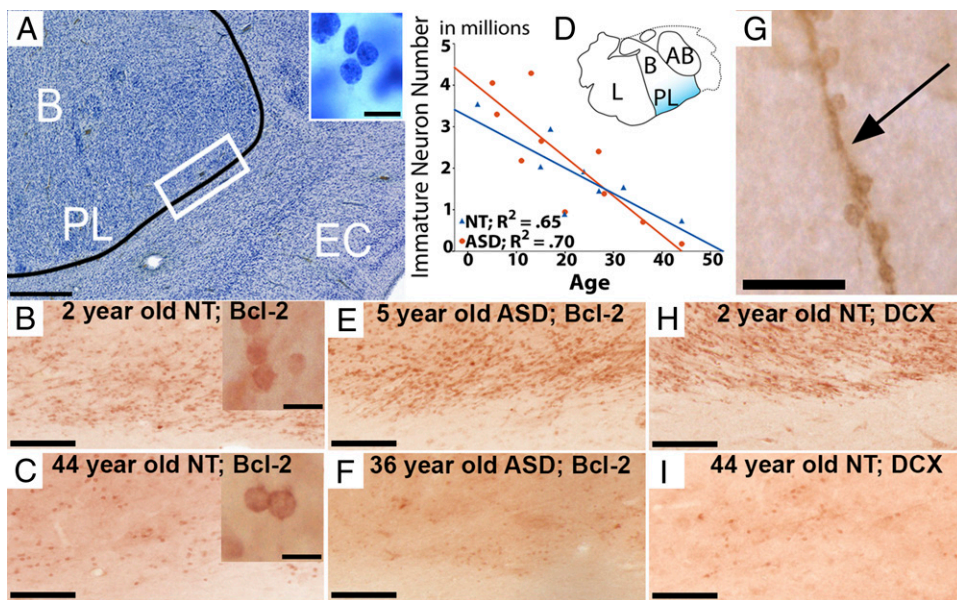 A
B
PL
EC
in millions
Immature Neuron Number
5
4
3
2
1
0
0
10
20
30
40
50
Age
NT; R² = .65
ASD; R² = .70
D
B
AB
L
PL
G
B
2 year old NT; Bcl-2
E
5 year old ASD; Bcl-2
H
2 year old NT; DCX
C
44 year old NT; Bcl-2
F
36 year old ASD; Bcl-2
I
44 year old NT; DCX